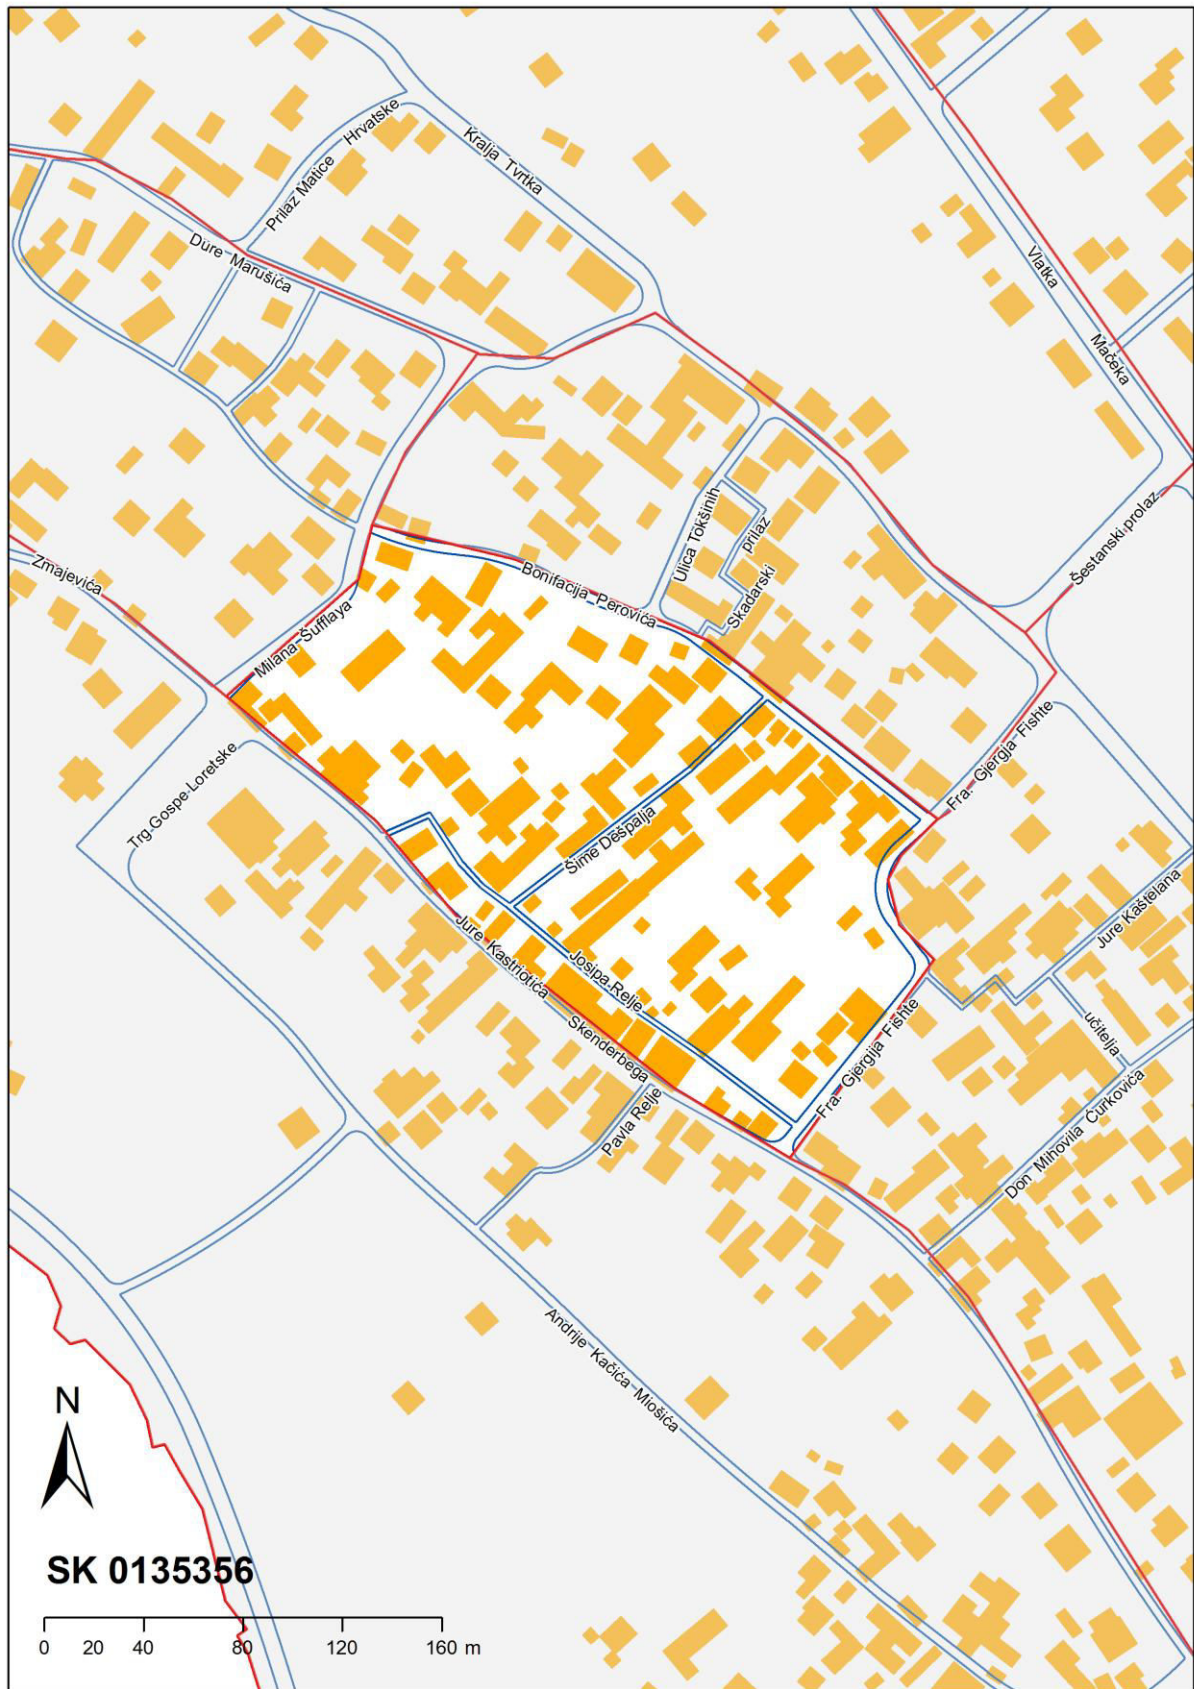 Kralja Tvrtka
Prilaz Matice Hrvatske
Đure Marušića
Vlatka Mačeka
Ulica Tokšinih
Skadarski prilaz
Šestanski prolaz
Zmajevića
Milana Šufflaya
Bonifacija Perovića
Trg Gospe Loretske
Fra. Gjergja Fishte
Šime Dešpalja
Jure Kaštelana
Jure Kastriotića Skenderbega
Josipa Relje
Fra. Gjergija Fishte
učitelja
Don Mihovila Ćurkovića
Pavla Relje
Andrije Kačića Miošića
N
SK 0135356
0 20 40 80 120 160 m